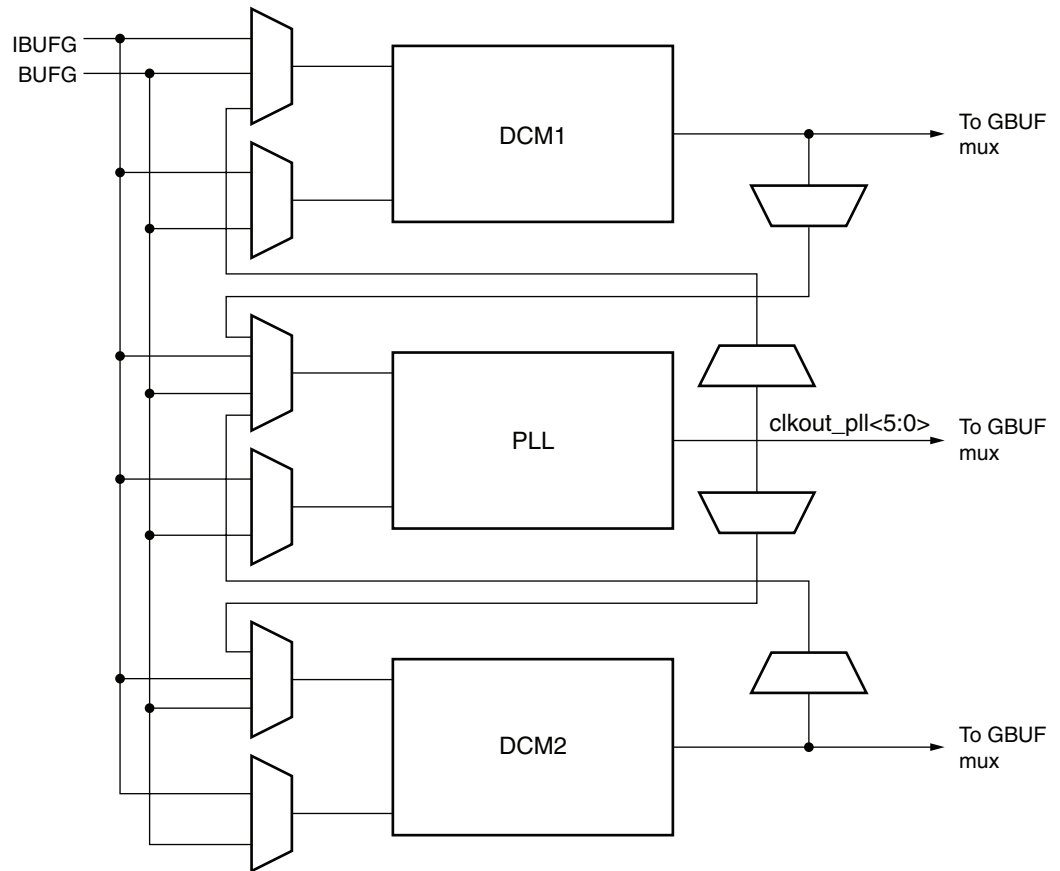 IBUFG
BUFG
DCM1
To GBUF
mux
PLL
clkout_pll<5:0>
To GBUF
mux
DCM2
To GBUF
mux